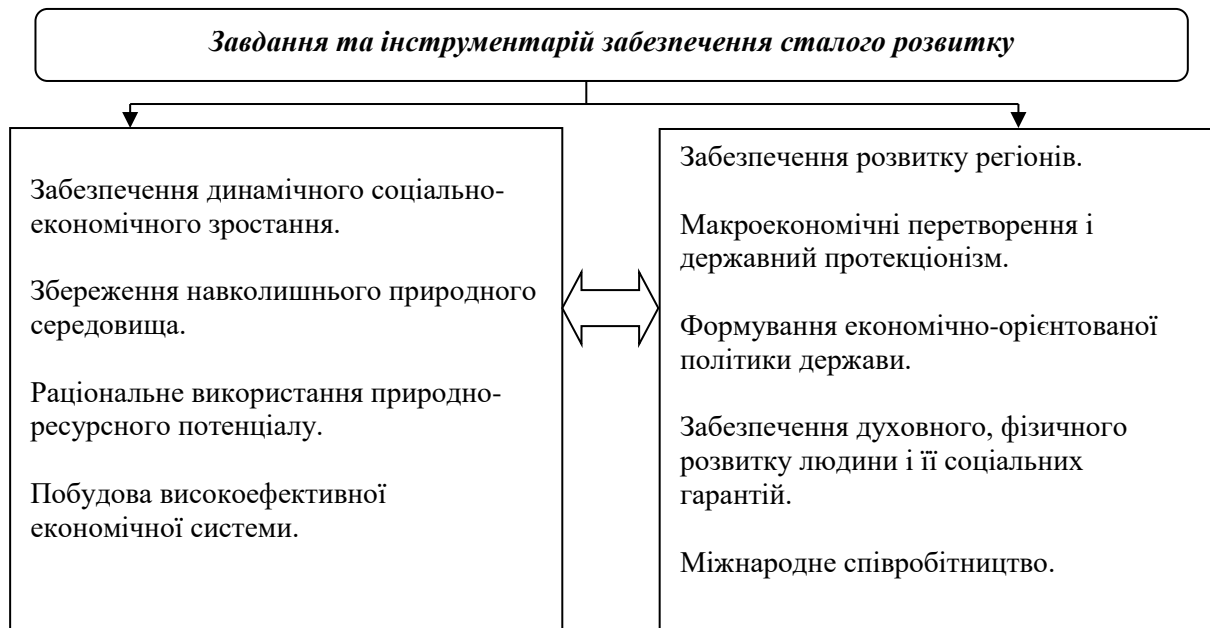 Завдання та інструментарій забезпечення сталого розвитку
Забезпечення динамічного соціально-
економічного зростання.
Збереження навколишнього природного
середовища.
Раціональне використання природно-
ресурсного потенціалу.
Побудова високоефективної
економічної системи.
Забезпечення розвитку регіонів.
Макроекономічні перетворення і
державний протекціонізм.
Формування економічно-орієнтованої
політики держави.
Забезпечення духовного, фізичного
розвитку людини і її соціальних
гарантій.
Міжнародне співробітництво.